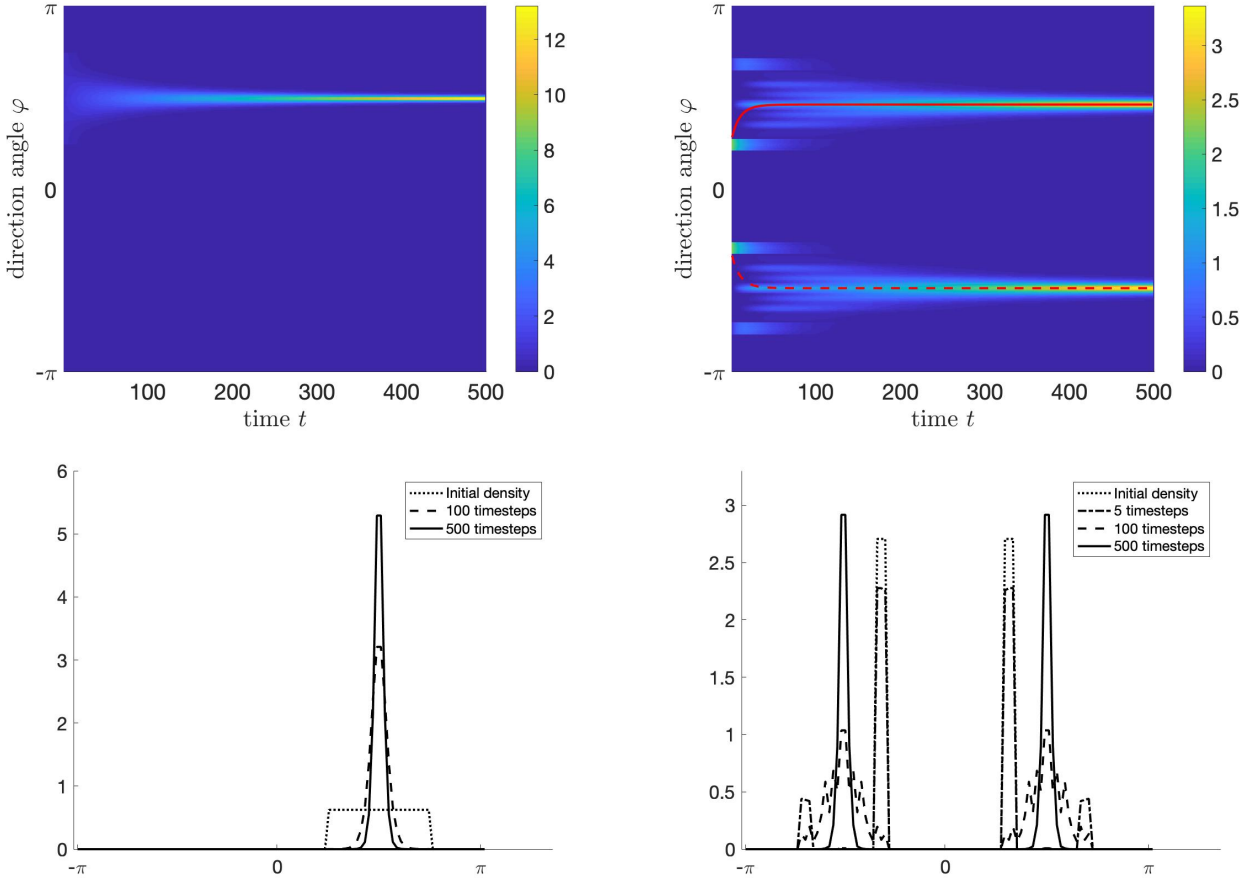 π
0
-π
direction angle φ
100 200 300 400 500
time t
12
10
8
6
4
2
0
π
0
-π
direction angle φ
100 200 300 400 500
time t
3
2.5
2
1.5
1
0.5
0
6
5
4
3
2
1
0
-π 0 π
Initial density
100 timesteps
500 timesteps
3
2.5
2
1.5
1
0.5
0
-π 0 π
Initial density
5 timesteps
100 timesteps
500 timesteps